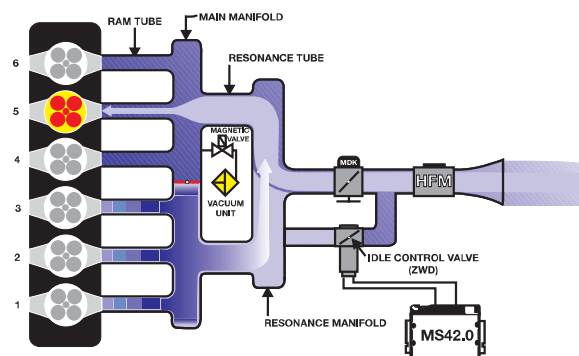 RAM TUBE
MAIN MANIFOLD
RESONANCE TUBE
6
5
4
3
2
1
MAGNETIC
VALVE
VACUUM
UNIT
MDK
HFM
IDLE CONTROL VALVE
(ZWD)
RESONANCE MANIFOLD
MS42.0